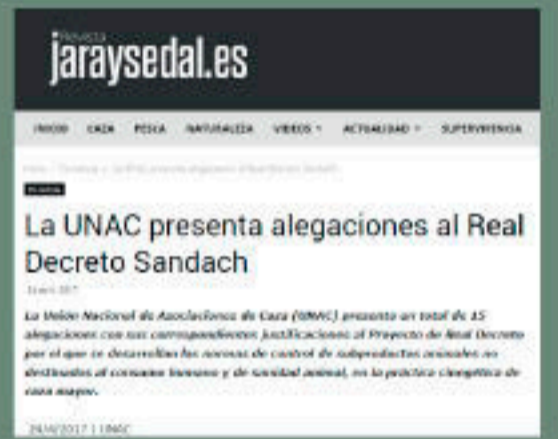 Revista
jaraysedal.es
INICIO CAZA PESCA NATURALEZA VIDEOS ACTUALIDAD SUPERVIVENCIA
La UNAC presenta alegaciones al Real
Decreto Sandach
La Unión Nacional de Asociaciones de Caza (UNAC) presenta un total de 15
alegaciones con sus correspondientes justificaciones al Proyecto de Real Decreto
por el que se desarrollan las normas de control de subproductos animales no
destinados al consumo humano y de sanidad animal, en la práctica cinegética de
caza mayor.
24/4/2017 | UNAC